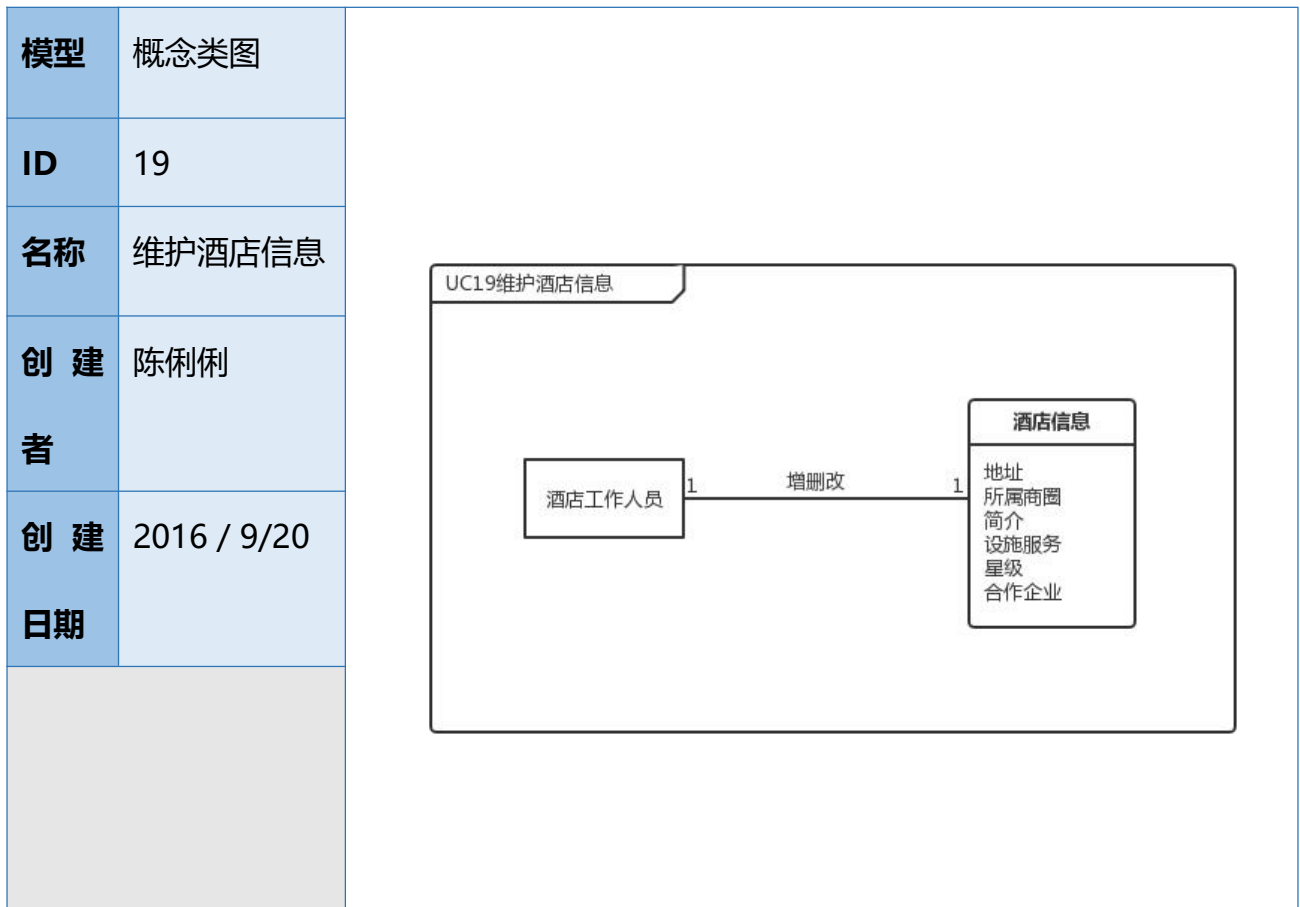 模型
概念类图
ID
19
名称
维护酒店信息
创 建
者
陈俐俐
创 建
日期
2016 / 9/20
UC19维护酒店信息
酒店工作人员
1
增删改
1
酒店信息
地址
所属商圈
简介
设施服务
星级
合作企业